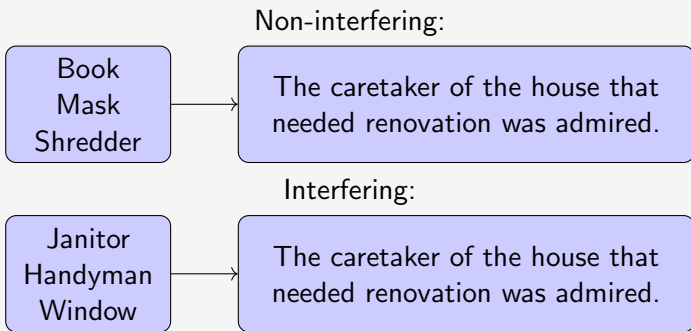 Non-interfering:
Book
Mask
Shredder
The caretaker of the house that
needed renovation was admired.
Interfering:
Janitor
Handyman
Window
The caretaker of the house that
needed renovation was admired.